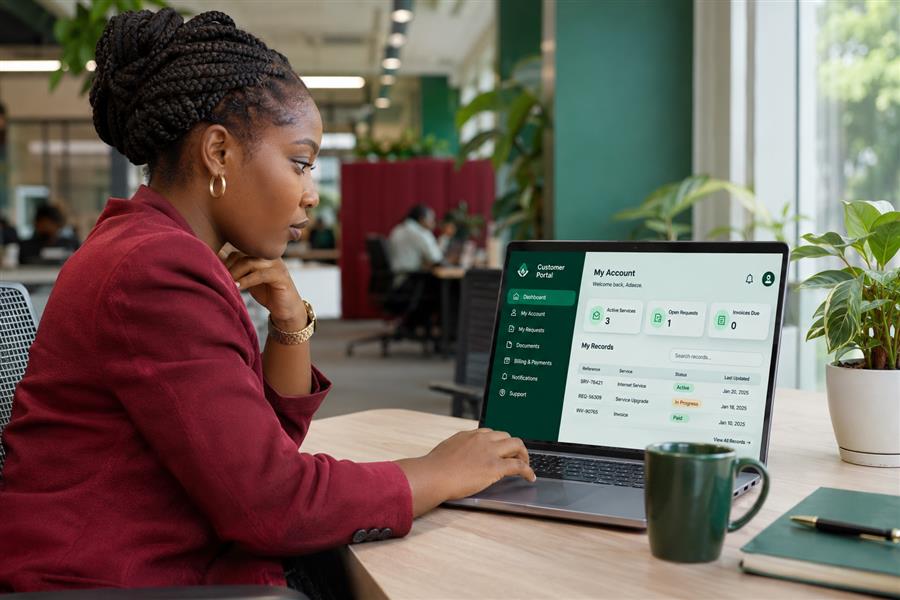 Customer
Portal
Dashboard
My Account
My Requests
Documents
Billing & Payments
Notifications
Support
My Account
Welcome back, Adaeze.
Active Services
3
Open Requests
1
Invoices Due
0
My Records
Search records...
Reference Service Status Last Updated
SRV-78421 Internet Service Active Jan 20, 2025
REQ-56309 Service Upgrade In Progress Jan 18, 2025
INV-90765 Invoice Paid Jan 10, 2025
View All Records →